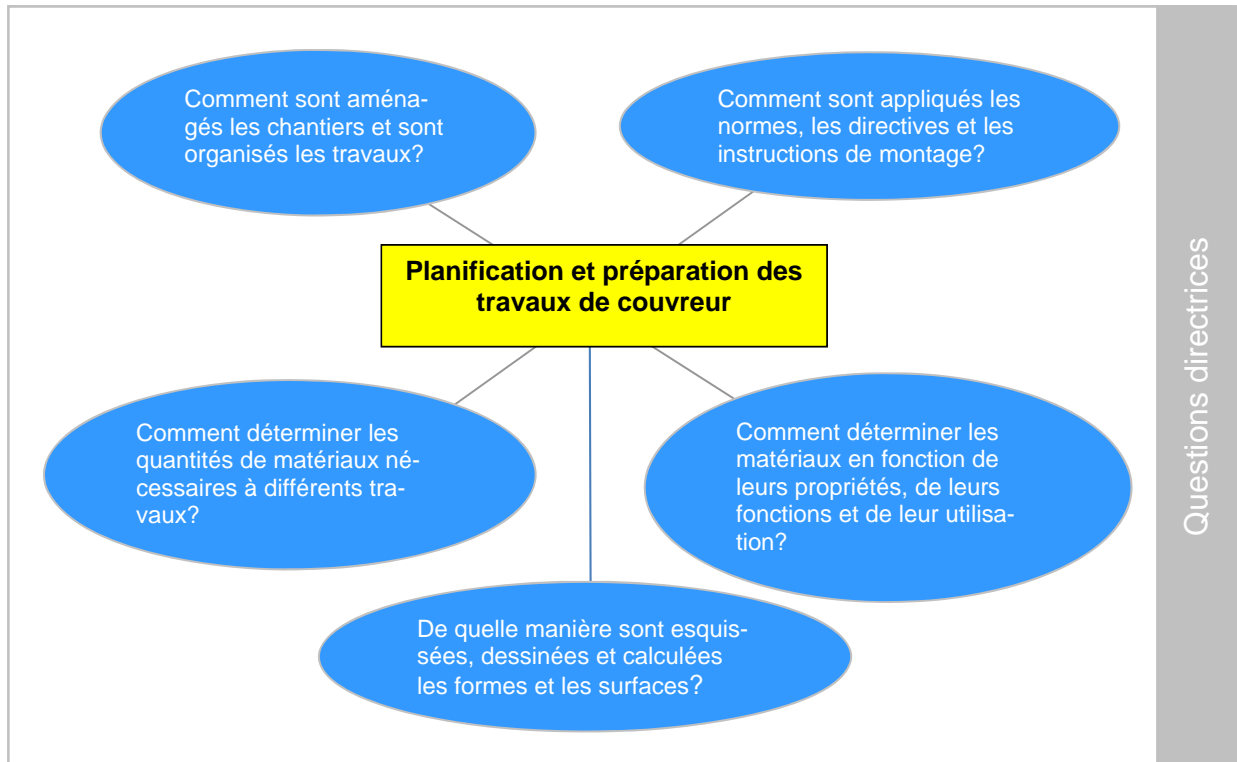 Comment sont aména-
gés les chantiers et sont
organisés les travaux?
Comment sont appliqués les
normes, les directives et les
instructions de montage?
Planification et préparation des
travaux de couvreur
Comment déterminer les
quantités de matériaux né-
cessaires à différents tra-
vaux?
Comment déterminer les
matériaux en fonction de
leurs propriétés, de leurs
fonctions et de leur utilisa-
tion?
De quelle manière sont esquis-
sées, dessinées et calculées
les formes et les surfaces?
Questions directrices